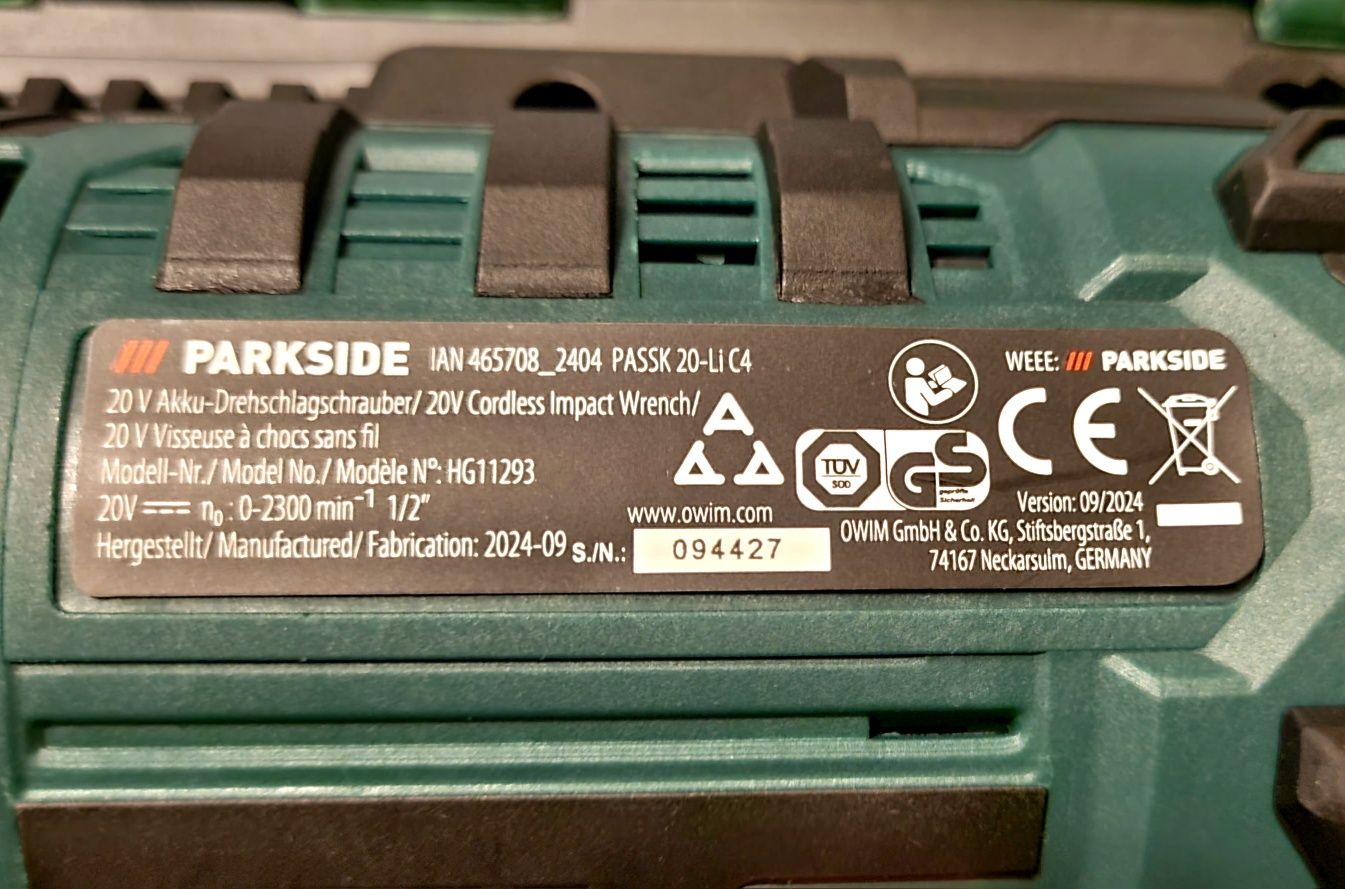 PARKSIDE IAN 465708_2404 PASSK 20-Li C4
20 V Akku-Drehschlagschrauber/ 20V Cordless Impact Wrench/
20 V Visseuse à chocs sans fil
Modell-Nr./ Model No./ Modèle N°: HG11293
20V n₀ : 0-2300 min⁻¹ 1/2”
Hergestellt/ Manufactured/ Fabrication: 2024-09 S./N.: 094427
www.owim.com
TÜV
SÜD
GS
geprüfte
Sicherheit
WEEE: PARKSIDE
CE
Version: 09/2024
OWIM GmbH & Co. KG, Stiftsbergstraße 1,
74167 Neckarsulm, GERMANY